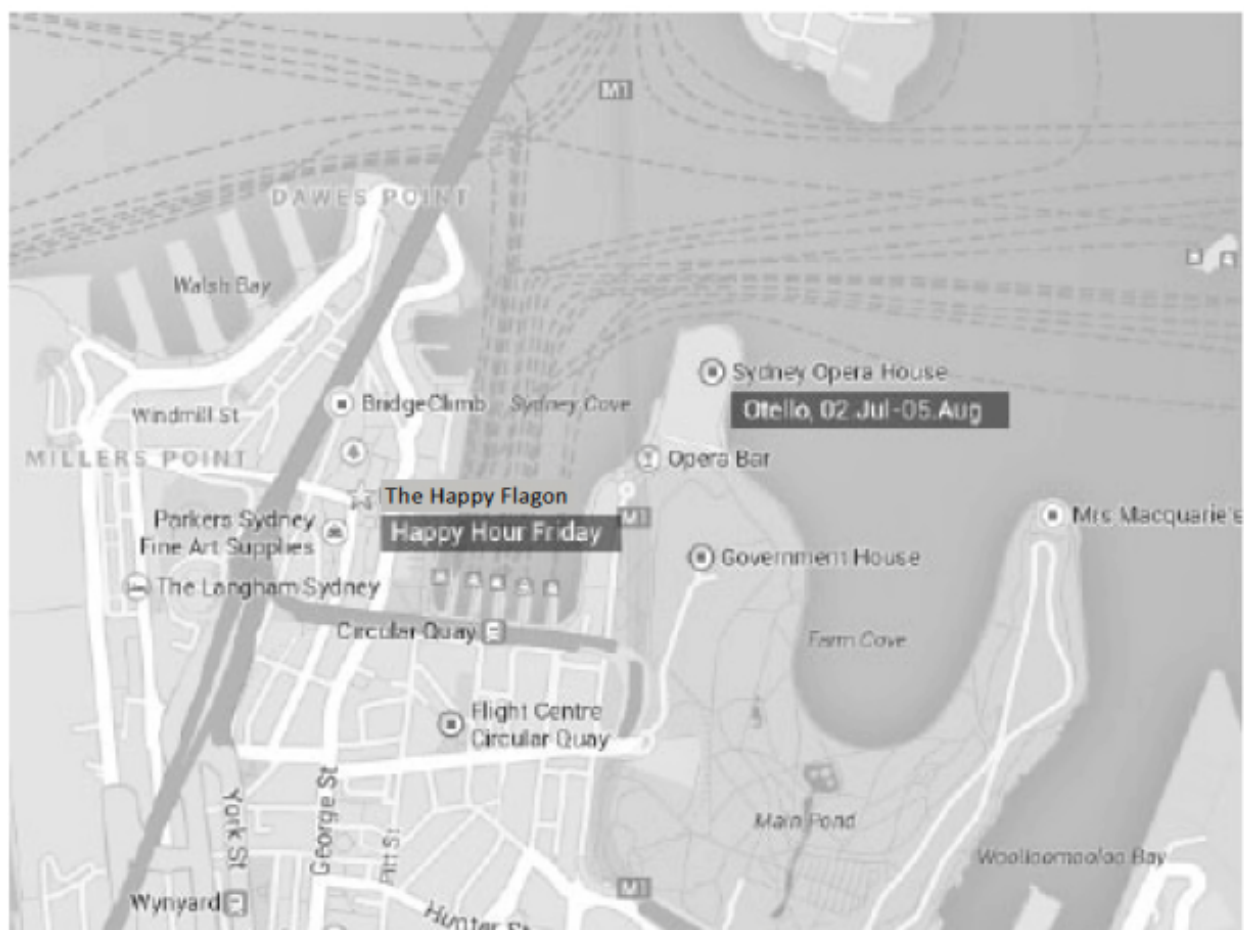 M1
DAWES POINT
Walsh Bay
Sydney Opera House
Otello, 02 Jul-05.Aug
BridgeClimb
Sydney Cove
Windmill St
MILLERS POINT
Opera Bar
The Happy Flagon
Happy Hour Friday
M1
Parkers Sydney
Fine Art Supplies
Mrs Macquarie's
Government House
The Langham Sydney
Circular Quay
Farm Cove
Flight Centre
Circular Quay
York St
George St
Pitt St
Main Pond
Woolloomooloo Bay
M1
Wynyard
Hunter St